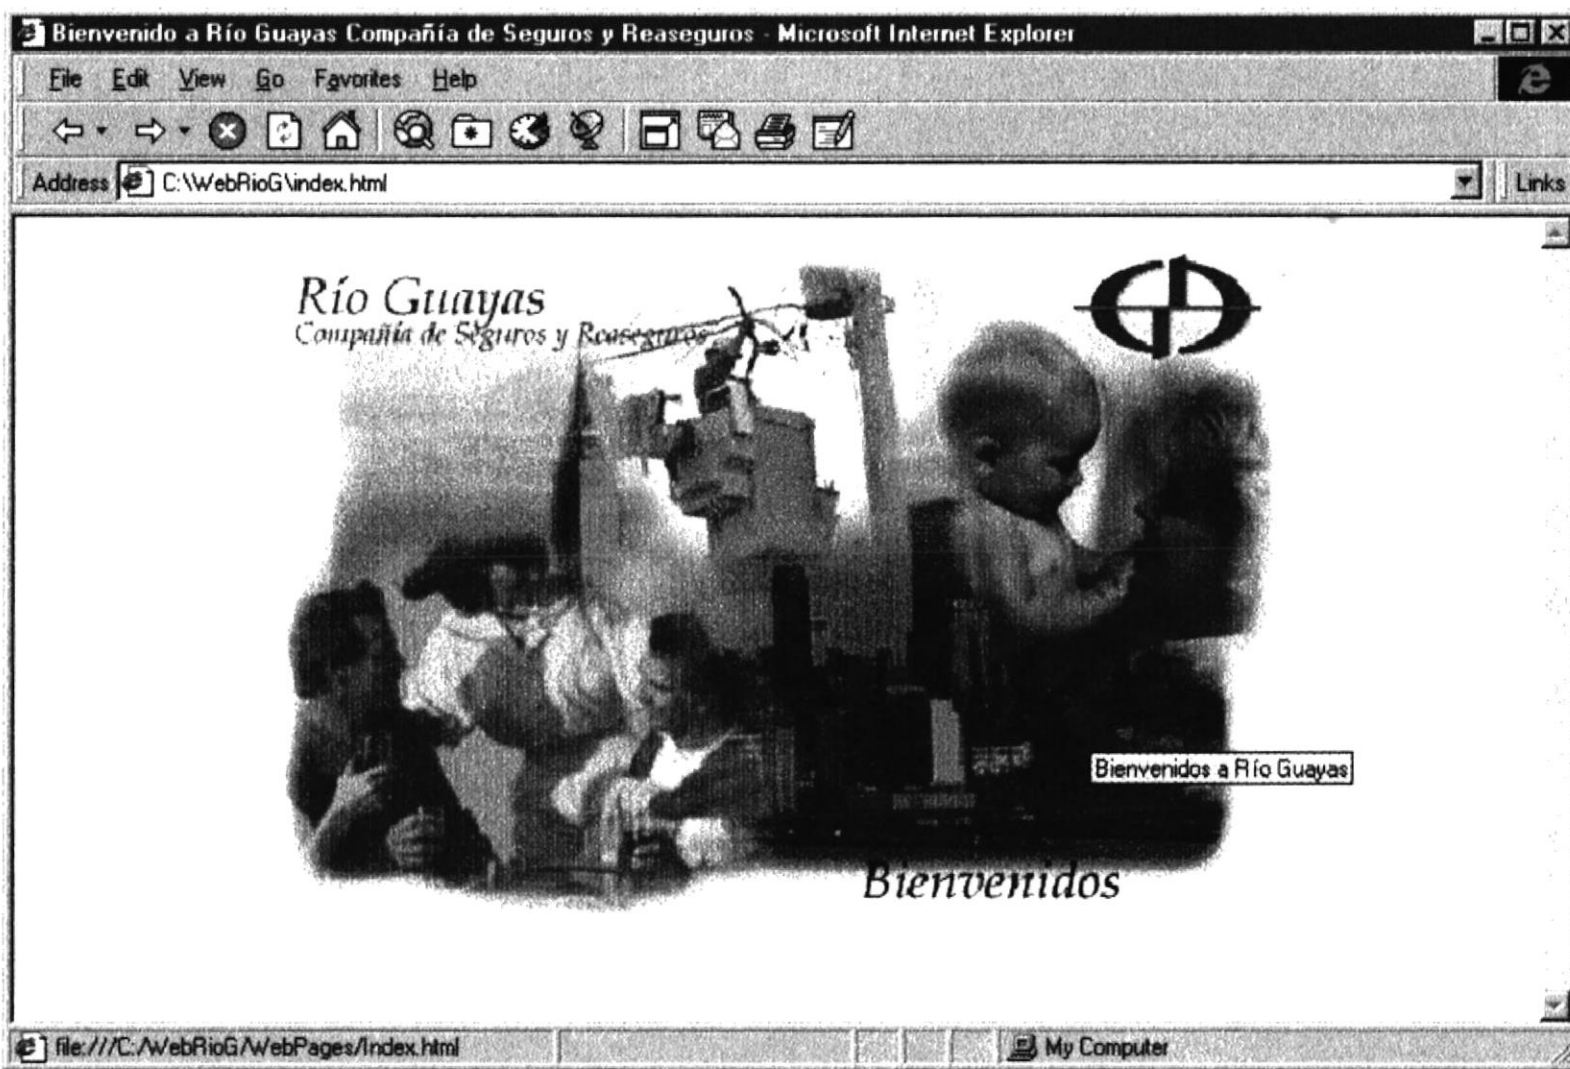 Bienvenido a Río Guayas Compañía de Seguros y Reaseguros - Microsoft Internet Explorer
File Edit View Go Favorites Help
Address C:\WebRioG\index.html Links
Río Guayas
Compañía de Seguros y Reaseguros
Bienvenidos a Río Guayas
Bienvenidos
file:///C:/WebRioG/WebPages/Index.html My Computer